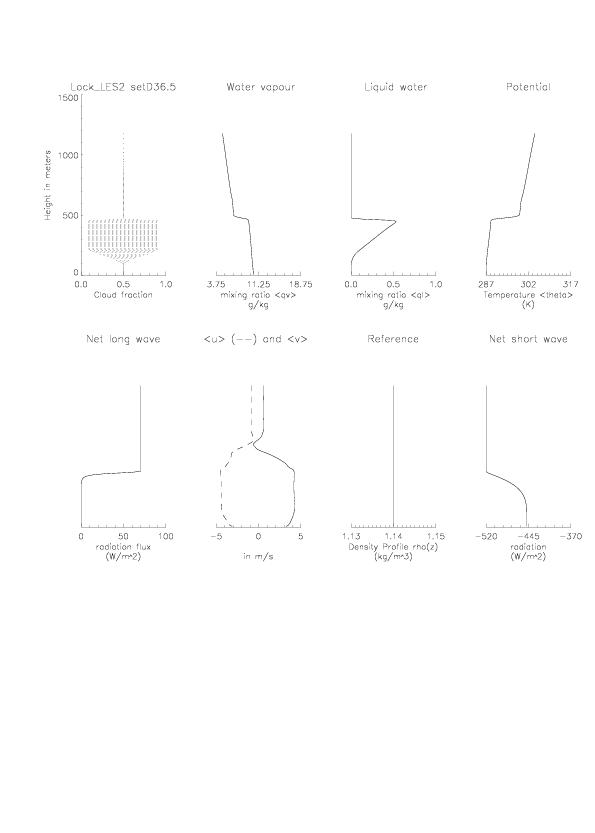 Lock_LES2 setD36.5
Water vapour
Liquid water
Potential
1500
1000
500
0
Height in meters
0.0 0.5 1.0
Cloud fraction
3.75 11.25 18.75
mixing ratio <qv>
g/kg
0.0 0.5 1.0
mixing ratio <ql>
g/kg
287 302 317
Temperature <theta>
(K)
Net long wave
<u> (--) and <v>
Reference
Net short wave
0 50 100
radiation flux
(W/m^2)
-5 0 5
in m/s
1.13 1.14 1.15
Density Profile rho(z)
(kg/m^3)
-520 -445 -370
radiation
(W/m^2)